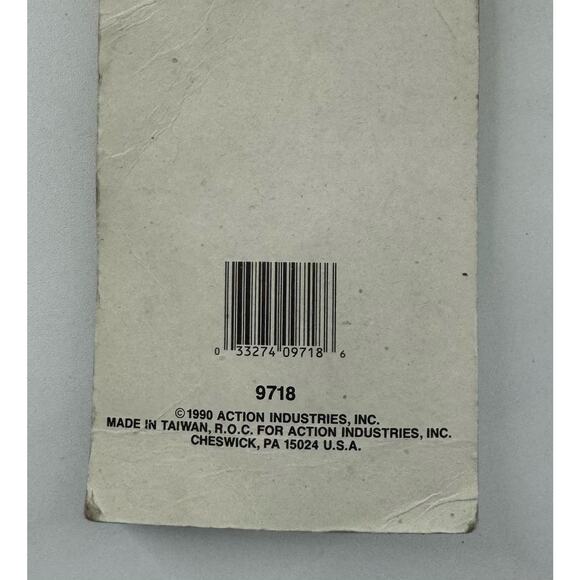 0 33274 09718 6
9718
©1990 ACTION INDUSTRIES, INC.
MADE IN TAIWAN, R.O.C. FOR ACTION INDUSTRIES, INC.
CHESWICK, PA 15024 U.S.A.